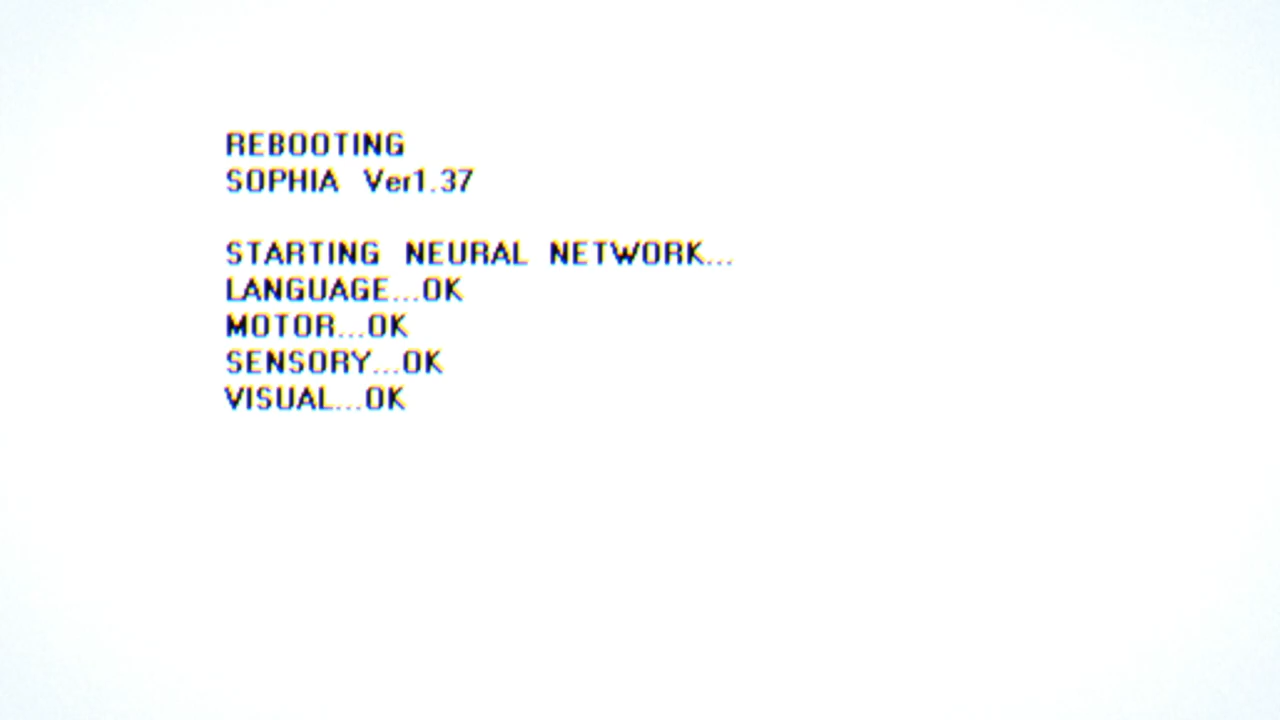 REBOOTING
SOPHIA Ver1.37
STARTING NEURAL NETWORK...
LANGUAGE...OK
MOTOR...OK
SENSORY...OK
VISUAL...OK